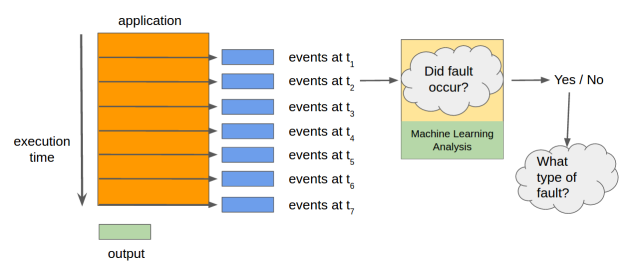 application
events at t1
events at t2
events at t3
events at t4
events at t5
events at t6
events at t7
execution
time
output
Did fault
occur?
Machine Learning
Analysis
Yes / No
What
type of
fault?